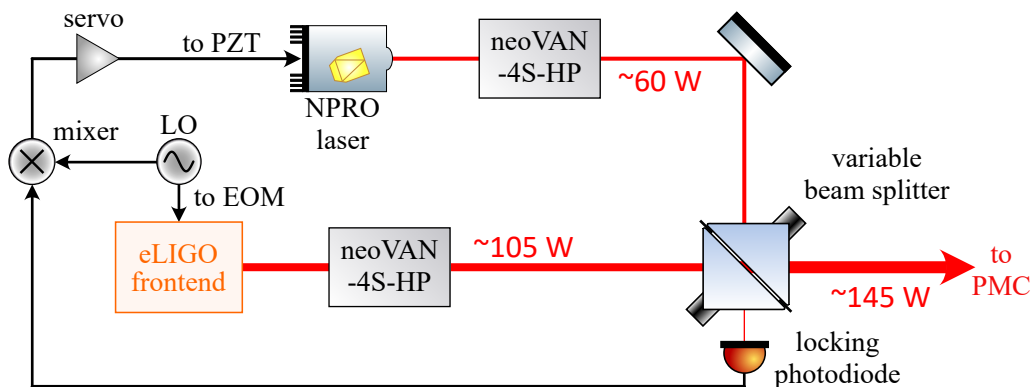 servo
to PZT
NPRO
laser
neoVAN
-4S-HP
~60 W
mixer
LO
to EOM
variable
beam splitter
eLIGO
frontend
neoVAN
-4S-HP
~105 W
to
PMC
~145 W
locking
photodiode